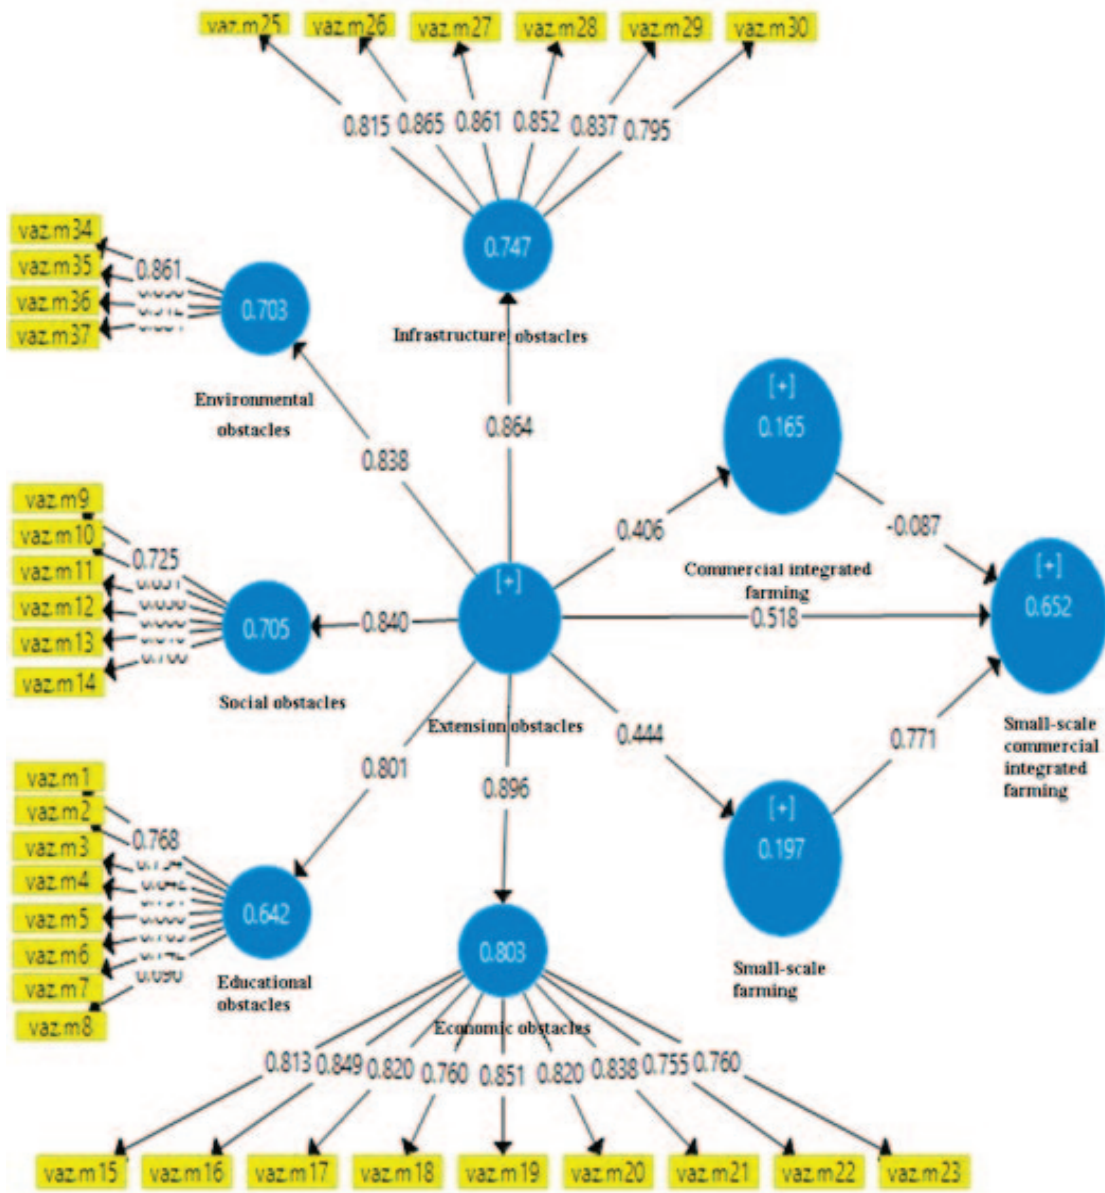 vaz.m25
vaz.m26
vaz.m27
vaz.m28
vaz.m29
vaz.m30
0.815
0.865
0.861
0.852
0.837
0.795
0.747
Infrastructure obstacles
vaz.m34
vaz.m35
vaz.m36
vaz.m37
0.861
0.703
Environmental
obstacles
0.838
0.864
[+]
0.165
0.406
-0.087
Commercial integrated
farming
vaz.m9
vaz.m10
vaz.m11
vaz.m12
vaz.m13
vaz.m14
0.725
0.705
Social obstacles
0.840
[+]
Extension obstacles
0.518
[+]
0.652
Small-scale
commercial
integrated
farming
0.801
0.896
0.444
0.771
[+]
0.197
Small-scale
farming
vaz.m1
vaz.m2
vaz.m3
vaz.m4
vaz.m5
vaz.m6
vaz.m7
vaz.m8
0.768
0.642
Educational
obstacles
0.803
Economic obstacles
0.813
0.849
0.820
0.760
0.851
0.820
0.838
0.755
0.760
vaz.m15
vaz.m16
vaz.m17
vaz.m18
vaz.m19
vaz.m20
vaz.m21
vaz.m22
vaz.m23